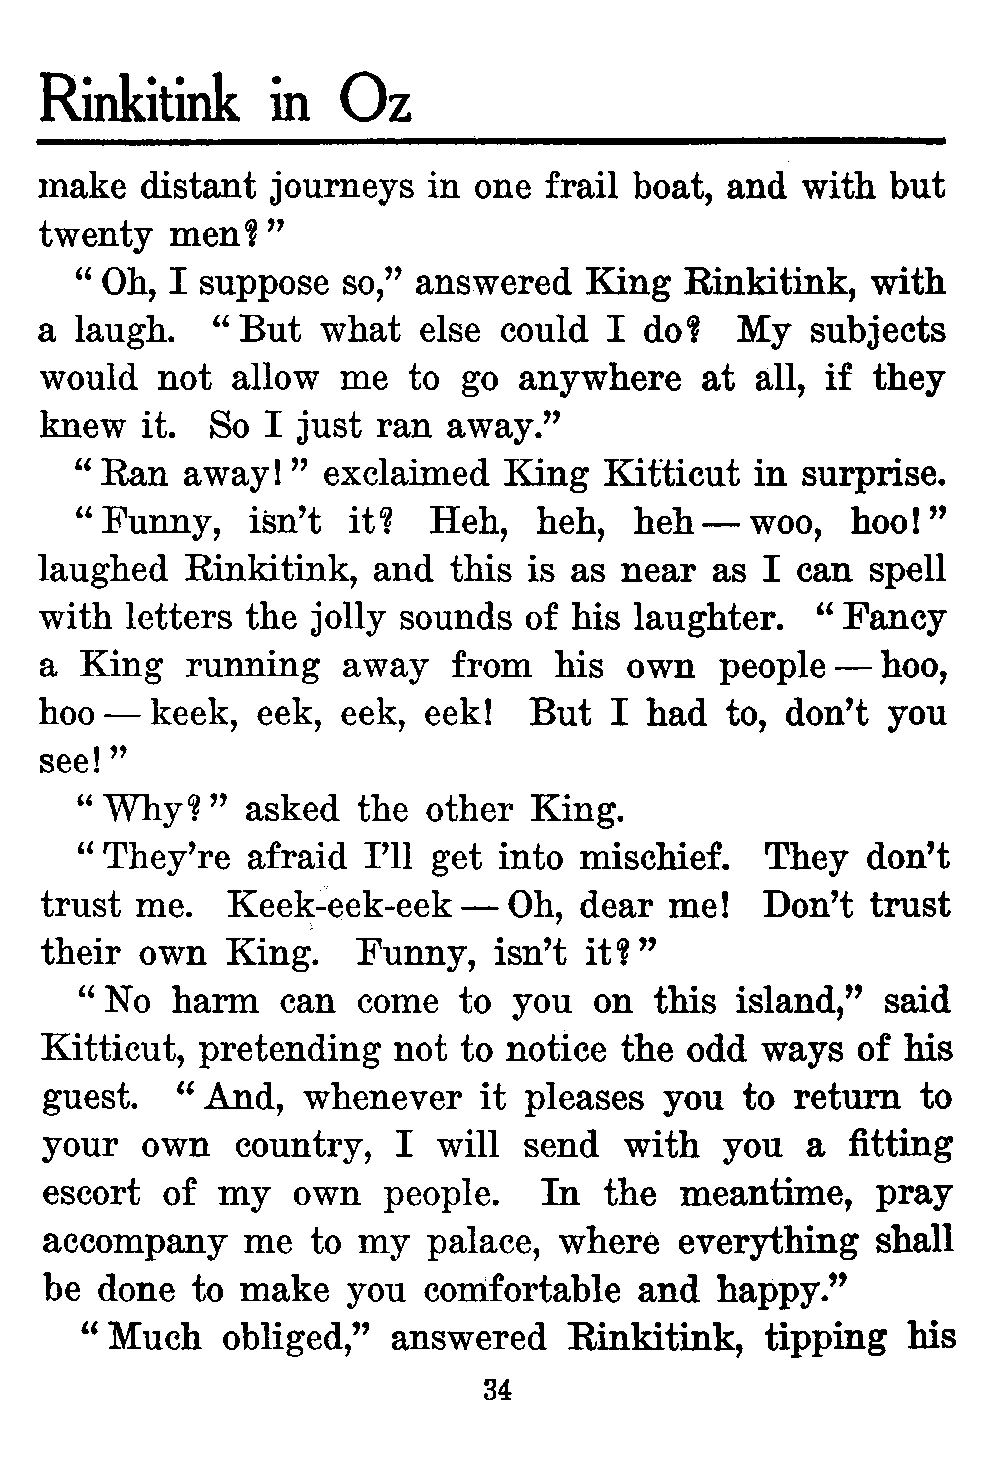 Rinkitink in Oz
make distant journeys in one frail boat, and with but
twenty men?”
“ Oh, I suppose so,” answered King Rinkitink, with
a laugh. “ But what else could I do? My subjects
would not allow me to go anywhere at all, if they
knew it. So I just ran away.”
“ Ran away! ” exclaimed King Kitticut in surprise.
“ Funny, isn’t it? Heh, heh, heh — woo, hoo! ”
laughed Rinkitink, and this is as near as I can spell
with letters the jolly sounds of his laughter. “ Fancy
a King running away from his own people — hoo,
hoo — keek, eek, eek, eek! But I had to, don’t you
see! ”
“ Why? ” asked the other King.
“ They’re afraid I’ll get into mischief. They don’t
trust me. Keek-eek-eek — Oh, dear me! Don’t trust
their own King. Funny, isn’t it? ”
“ No harm can come to you on this island,” said
Kitticut, pretending not to notice the odd ways of his
guest. “ And, whenever it pleases you to return to
your own country, I will send with you a fitting
escort of my own people. In the meantime, pray
accompany me to my palace, where everything shall
be done to make you comfortable and happy.”
“ Much obliged,” answered Rinkitink, tipping his
34